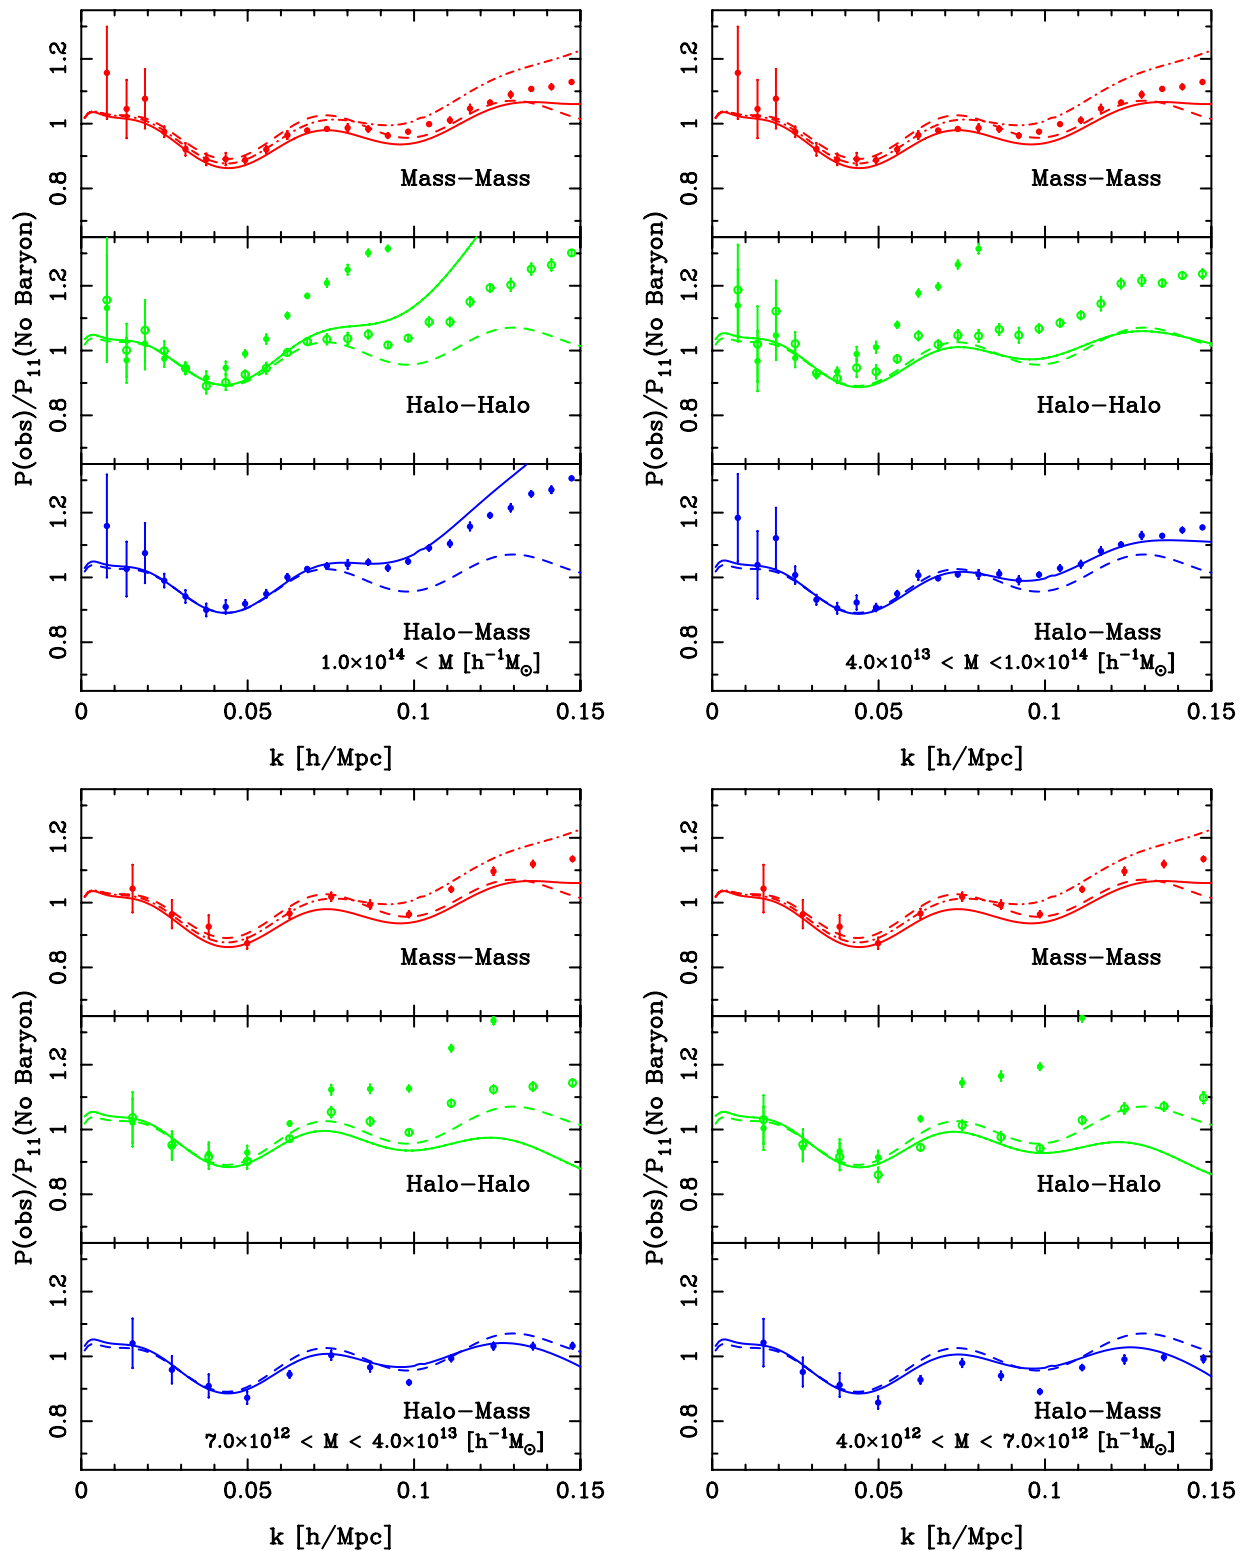 1.2
1
0.8
Mass-Mass
1.2
1
0.8
Halo-Halo
1.2
1
0.8
Halo-Mass
1.0×10¹⁴ < M [h⁻¹M⊙]
P(obs)/P₁₁(No Baryon)
0 0.05 0.1 0.15
k [h/Mpc]
1.2
1
0.8
Mass-Mass
1.2
1
0.8
Halo-Halo
1.2
1
0.8
Halo-Mass
4.0×10¹³ < M <1.0×10¹⁴ [h⁻¹M⊙]
P(obs)/P₁₁(No Baryon)
0 0.05 0.1 0.15
k [h/Mpc]
1.2
1
0.8
Mass-Mass
1.2
1
0.8
Halo-Halo
1.2
1
0.8
Halo-Mass
7.0×10¹² < M < 4.0×10¹³ [h⁻¹M⊙]
P(obs)/P₁₁(No Baryon)
0 0.05 0.1 0.15
k [h/Mpc]
1.2
1
0.8
Mass-Mass
1.2
1
0.8
Halo-Halo
1.2
1
0.8
Halo-Mass
4.0×10¹² < M < 7.0×10¹² [h⁻¹M⊙]
P(obs)/P₁₁(No Baryon)
0 0.05 0.1 0.15
k [h/Mpc]